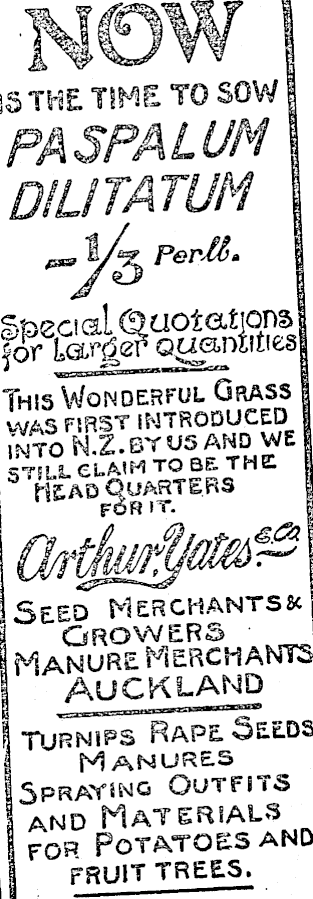 NOW
IS THE TIME TO SOW
PASPALUM
DILITATUM
-1/3 Per lb.
Special Quotations
for Larger quantities
THIS WONDERFUL GRASS
WAS FIRST INTRODUCED
INTO N.Z. BY US AND WE
STILL CLAIM TO BE THE
HEAD QUARTERS
FOR IT.
Arthur Yates & Co.
SEED MERCHANTS &
GROWERS
MANURE MERCHANTS
AUCKLAND
TURNIPS RAPE SEEDS
MANURES
SPRAYING OUTFITS
AND MATERIALS
FOR POTATOES AND
FRUIT TREES.